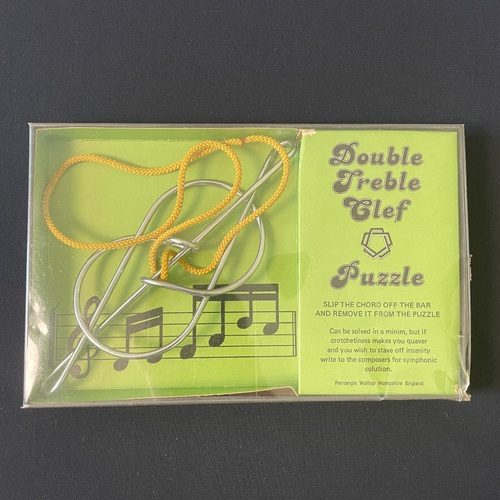 Double
Treble
Clef
Puzzle
SLIP THE CHORD OFF THE BAR
AND REMOVE IT FROM THE PUZZLE
Can be solved in a minim, but if
crotchetiness makes you quaver
and you wish to stave off insanity
write to the composers for symphonic
solution.
Pentangle Wallop Hampshire England.